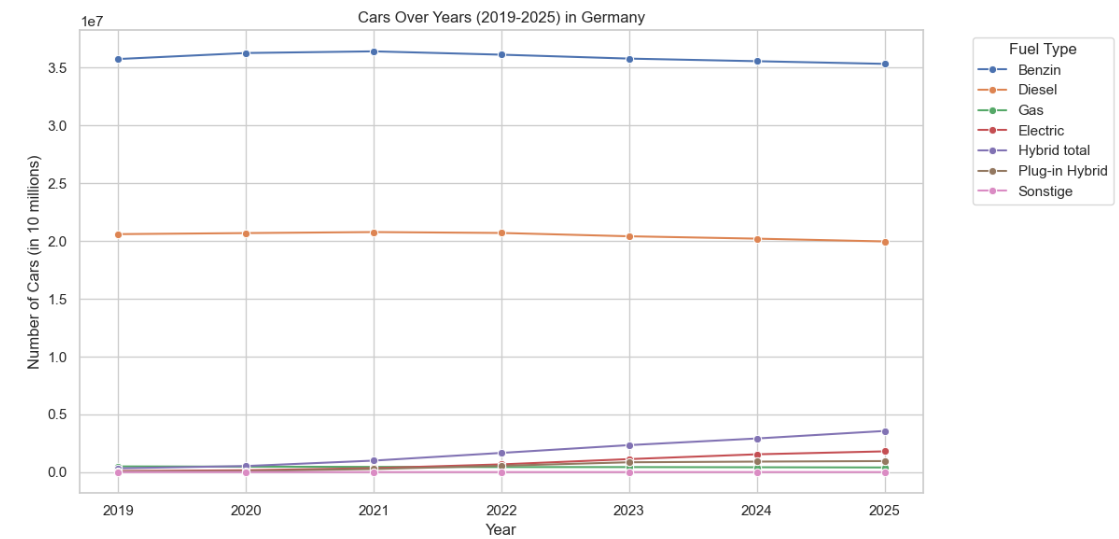 Cars Over Years (2019-2025) in Germany
1e7
Number of Cars (in 10 millions)
3.5
3.0
2.5
2.0
1.5
1.0
0.5
0.0
2019 2020 2021 2022 2023 2024 2025
Year
Fuel Type
Benzin
Diesel
Gas
Electric
Hybrid total
Plug-in Hybrid
Sonstige